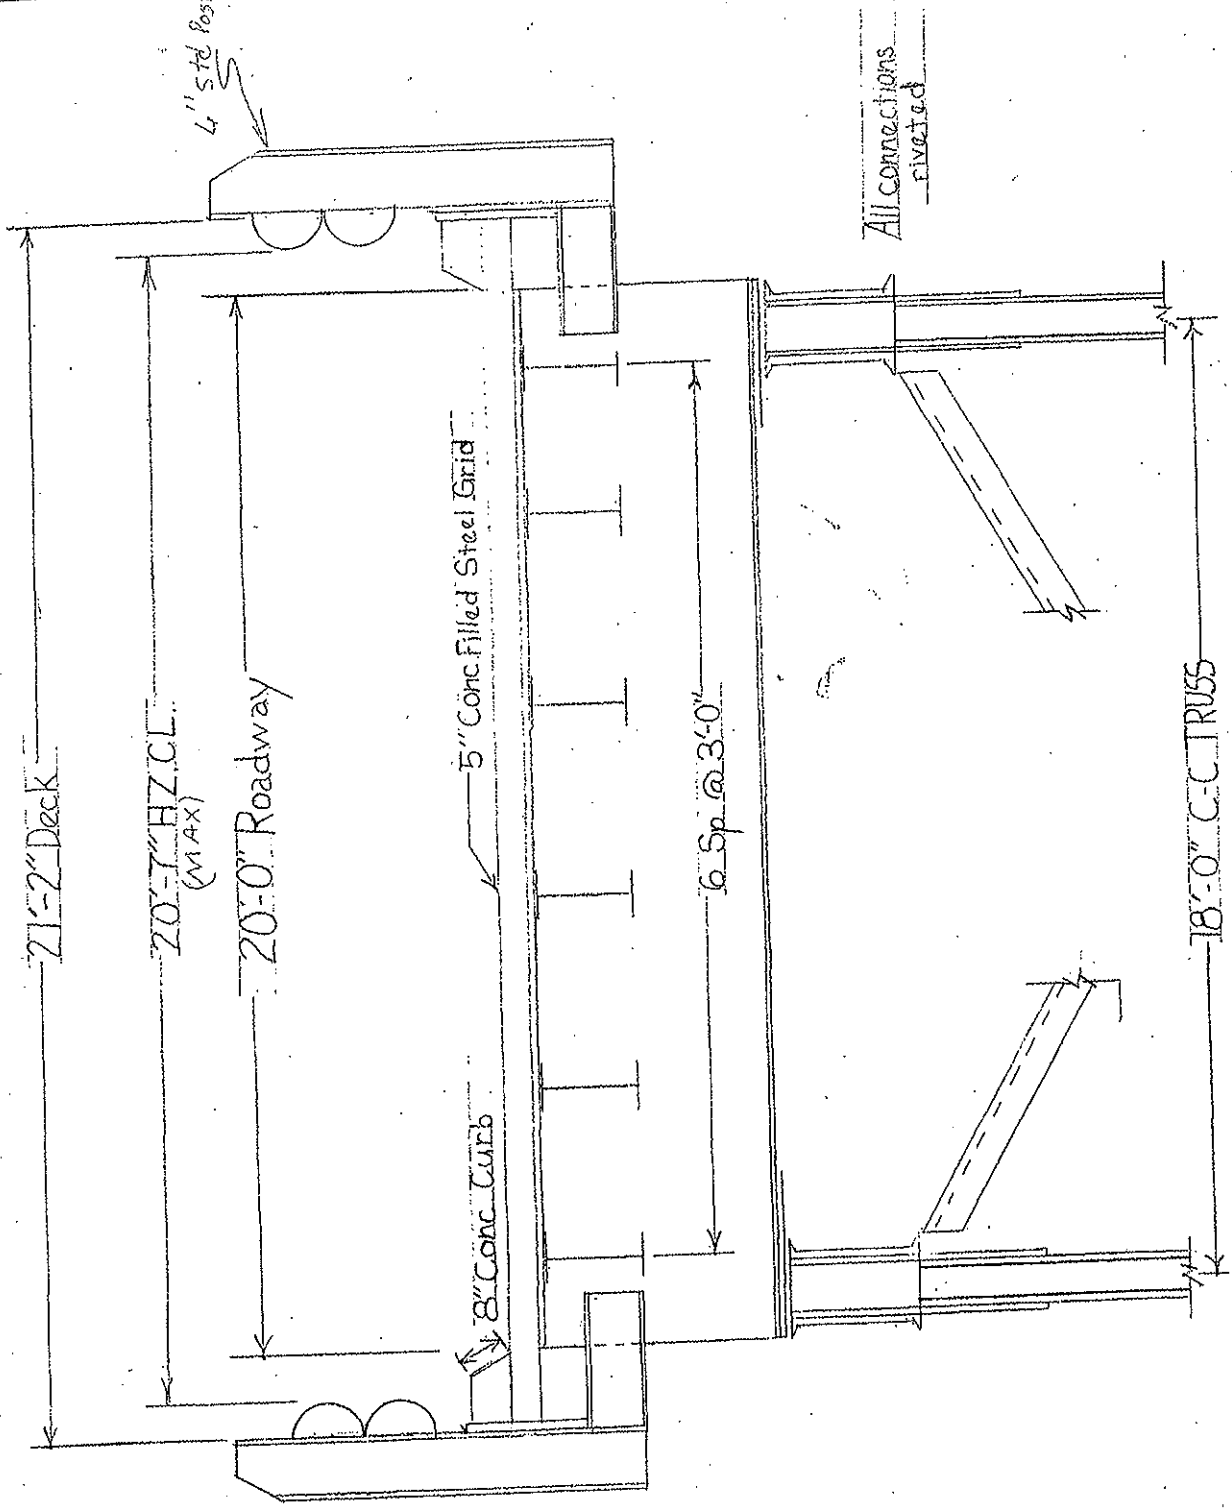 21'-2" Deck
20'-7" HZ. CL.
(MAX)
20'-0" Roadway
4" std
5" Conc. Filled Steel Grid
8" Conc Curb
6 Sp @ 3'-0"
All connections
riveted
18'-0" C-C TRUSS